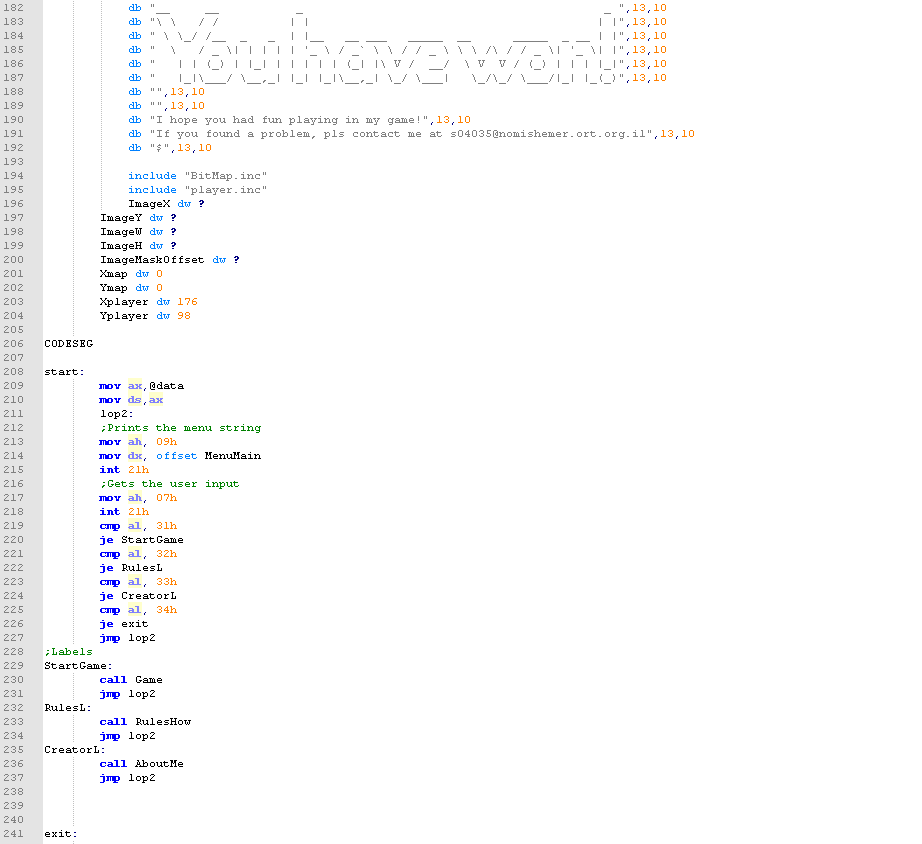 182 db "__      __                 _                                           _ ",13,10
183 db "\ \    / /                | |                                         | |",13,10
184 db " \ \_/ /__  _   _  | |__   __ ___   _____  __      _____  _ __ | |",13,10
185 db "  \   / _ \| | | | | '_ \ / _` \ \ / / _ \ \ \ /\ / / _ \| '_ \| |",13,10
186 db "   | | (_) | |_| | | | | | (_| |\ V /  __/  \ V  V / (_) | | | |_|",13,10
187 db "   |_|\___/ \__,_| |_| |_|\__,_| \_/ \___|   \_/\_/ \___/|_| |_(_)",13,10
188 db "",13,10
189 db "",13,10
190 db "I hope you had fun playing in my game!",13,10
191 db "If you found a problem, pls contact me at s04035@nomishemer.ort.org.il",13,10
192 db "$",13,10
193
194 include "BitMap.inc"
195 include "player.inc"
196 ImageX dw ?
197 ImageY dw ?
198 ImageW dw ?
199 ImageH dw ?
200 ImageMaskOffset dw ?
201 Xmap dw 0
202 Ymap dw 0
203 Xplayer dw 176
204 Yplayer dw 98
205
206 CODESEG
207
208 start:
209 mov ax,@data
210 mov ds,ax
211 lop2:
212 ;Prints the menu string
213 mov ah, 09h
214 mov dx, offset MenuMain
215 int 21h
216 ;Gets the user input
217 mov ah, 07h
218 int 21h
219 cmp al, 31h
220 je StartGame
221 cmp al, 32h
222 je RulesL
223 cmp al, 33h
224 je CreatorL
225 cmp al, 34h
226 je exit
227 jmp lop2
228 ;Labels
229 StartGame:
230 call Game
231 jmp lop2
232 RulesL:
233 call RulesHow
234 jmp lop2
235 CreatorL:
236 call AboutMe
237 jmp lop2
238
239
240
241 exit: